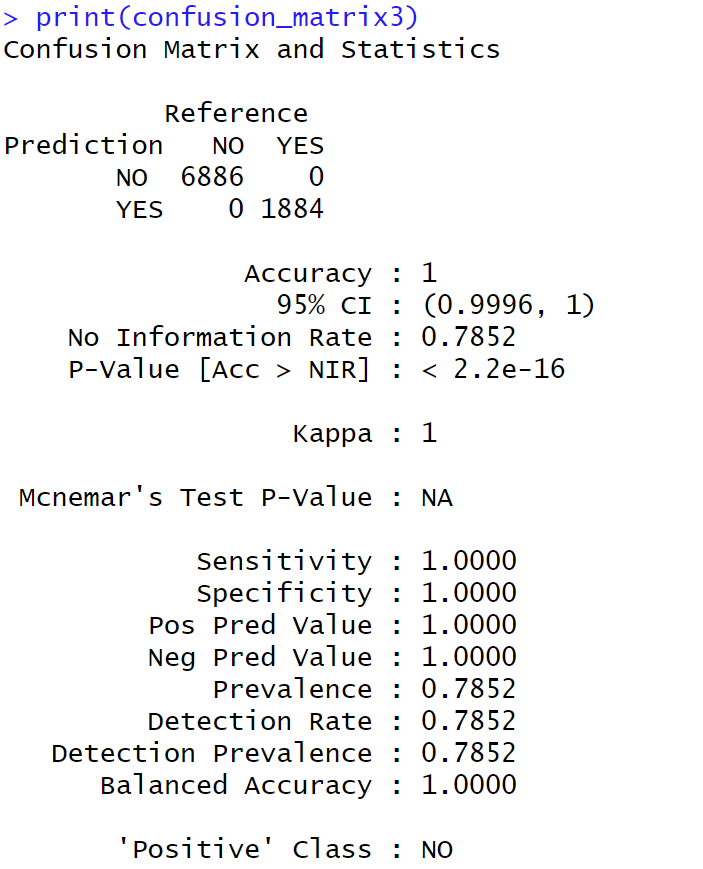 > print(confusion_matrix3)
Confusion Matrix and Statistics
Reference
Prediction NO YES
NO 6886 0
YES 0 1884
Accuracy : 1
95% CI : (0.9996, 1)
No Information Rate : 0.7852
P-Value [Acc > NIR] : < 2.2e-16
Kappa : 1
Mcnemar's Test P-Value : NA
Sensitivity : 1.0000
Specificity : 1.0000
Pos Pred Value : 1.0000
Neg Pred Value : 1.0000
Prevalence : 0.7852
Detection Rate : 0.7852
Detection Prevalence : 0.7852
Balanced Accuracy : 1.0000
'Positive' Class : NO